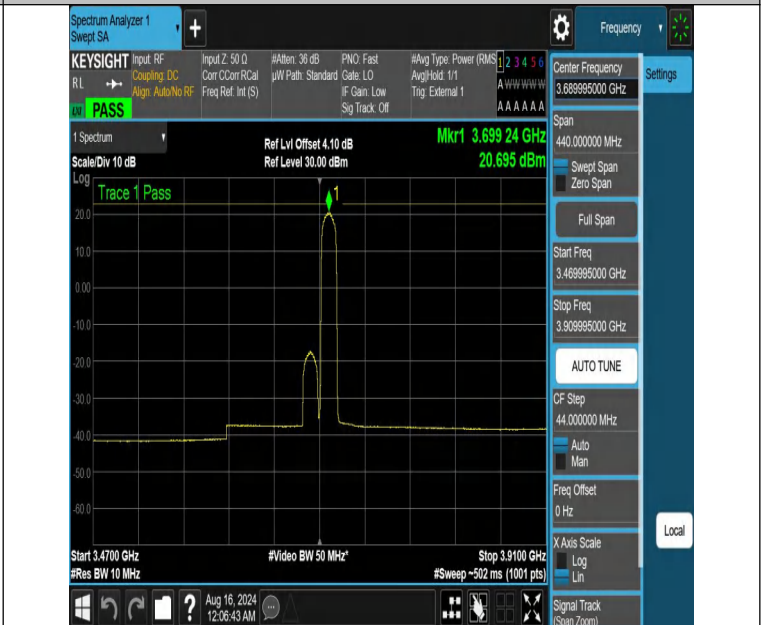 Spectrum Analyzer 1
Swept SA
+
Frequency
KEYSIGHT
RL
PASS
Input: RF
Coupling: DC
Align: Auto/No RF
Input Z: 50 Ω
Corr CCorr RCal
Freq Ref: Int (S)
#Atten: 36 dB
µW Path: Standard
PNO: Fast
Gate: LO
IF Gain: Low
Sig Track: Off
#Avg Type: Power (RMS
Avg|Hold: 1/1
Trig: External 1
1 2 3 4 5 6
A W W W W W
A A A A A A
1 Spectrum
Scale/Div 10 dB
Log
Ref Lvl Offset 4.10 dB
Ref Level 30.00 dBm
Mkr1 3.699 24 GHz
20.695 dBm
Trace 1 Pass
1
20.0
10.0
0.00
-10.0
-20.0
-30.0
-40.0
-50.0
-60.0
Start 3.4700 GHz
#Res BW 10 MHz
#Video BW 50 MHz*
Stop 3.9100 GHz
#Sweep ~502 ms (1001 pts)
?
Aug 16, 2024
12:06:43 AM
Center Frequency
3.689995000 GHz
Settings
Span
440.000000 MHz
Swept Span
Zero Span
Full Span
Start Freq
3.469995000 GHz
Stop Freq
3.909995000 GHz
AUTO TUNE
CF Step
44.000000 MHz
Auto
Man
Freq Offset
0 Hz
X Axis Scale
Log
Lin
Local
Signal Track
(Span Zoom)